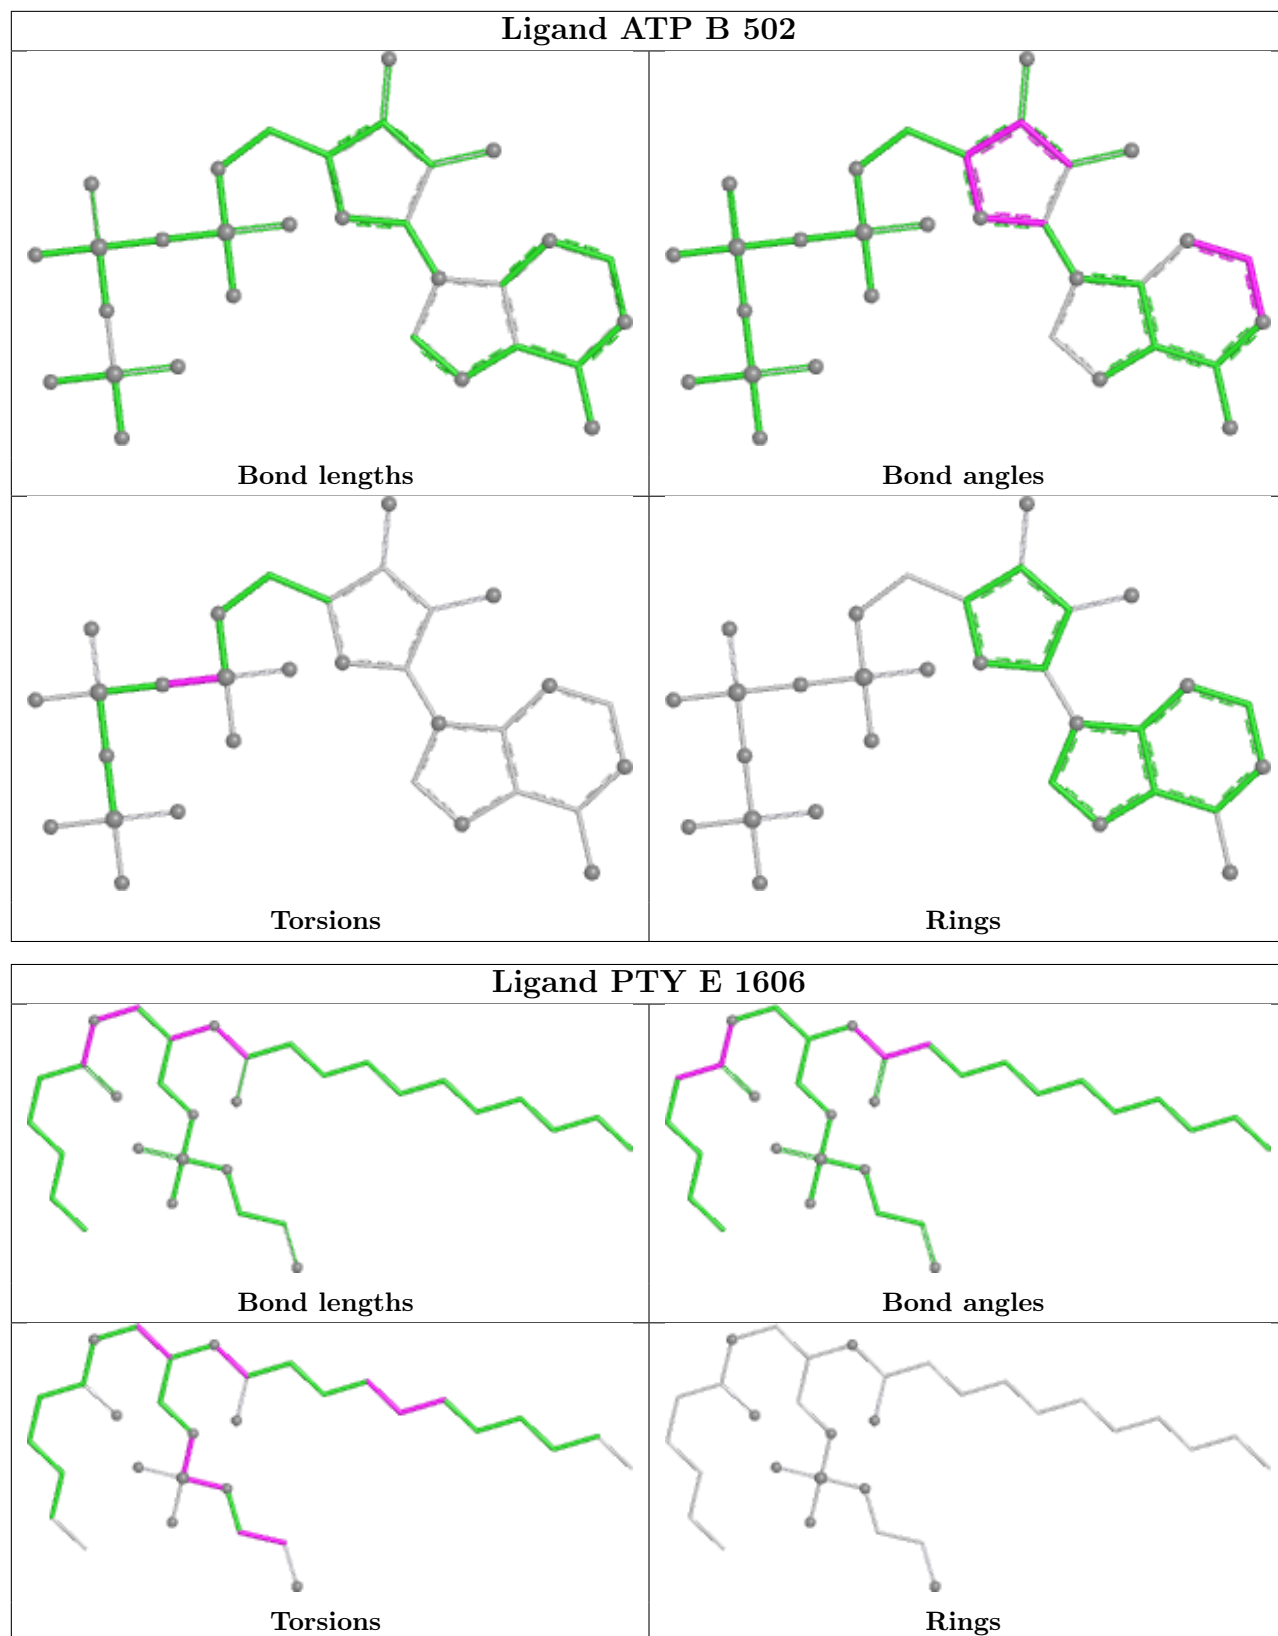 Ligand ATP B 502
Bond lengths
Bond angles
Torsions
Rings
Ligand PTY E 1606
Bond lengths
Bond angles
Torsions
Rings